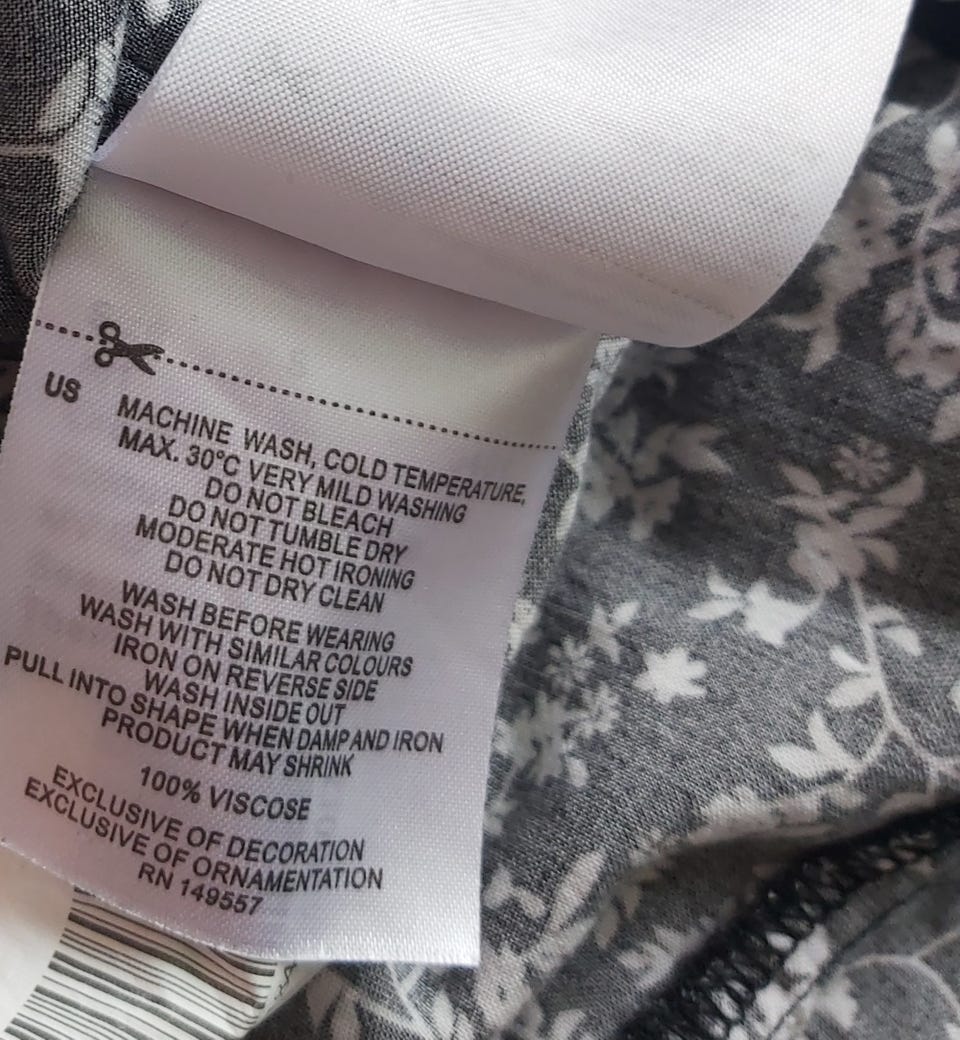 US
MACHINE WASH, COLD TEMPERATURE,
MAX. 30°C VERY MILD WASHING
DO NOT BLEACH
DO NOT TUMBLE DRY
MODERATE HOT IRONING
DO NOT DRY CLEAN
WASH BEFORE WEARING
WASH WITH SIMILAR COLOURS
IRON ON REVERSE SIDE
WASH INSIDE OUT
PULL INTO SHAPE WHEN DAMP AND IRON
PRODUCT MAY SHRINK
100% VISCOSE
EXCLUSIVE OF DECORATION
EXCLUSIVE OF ORNAMENTATION
RN 149557